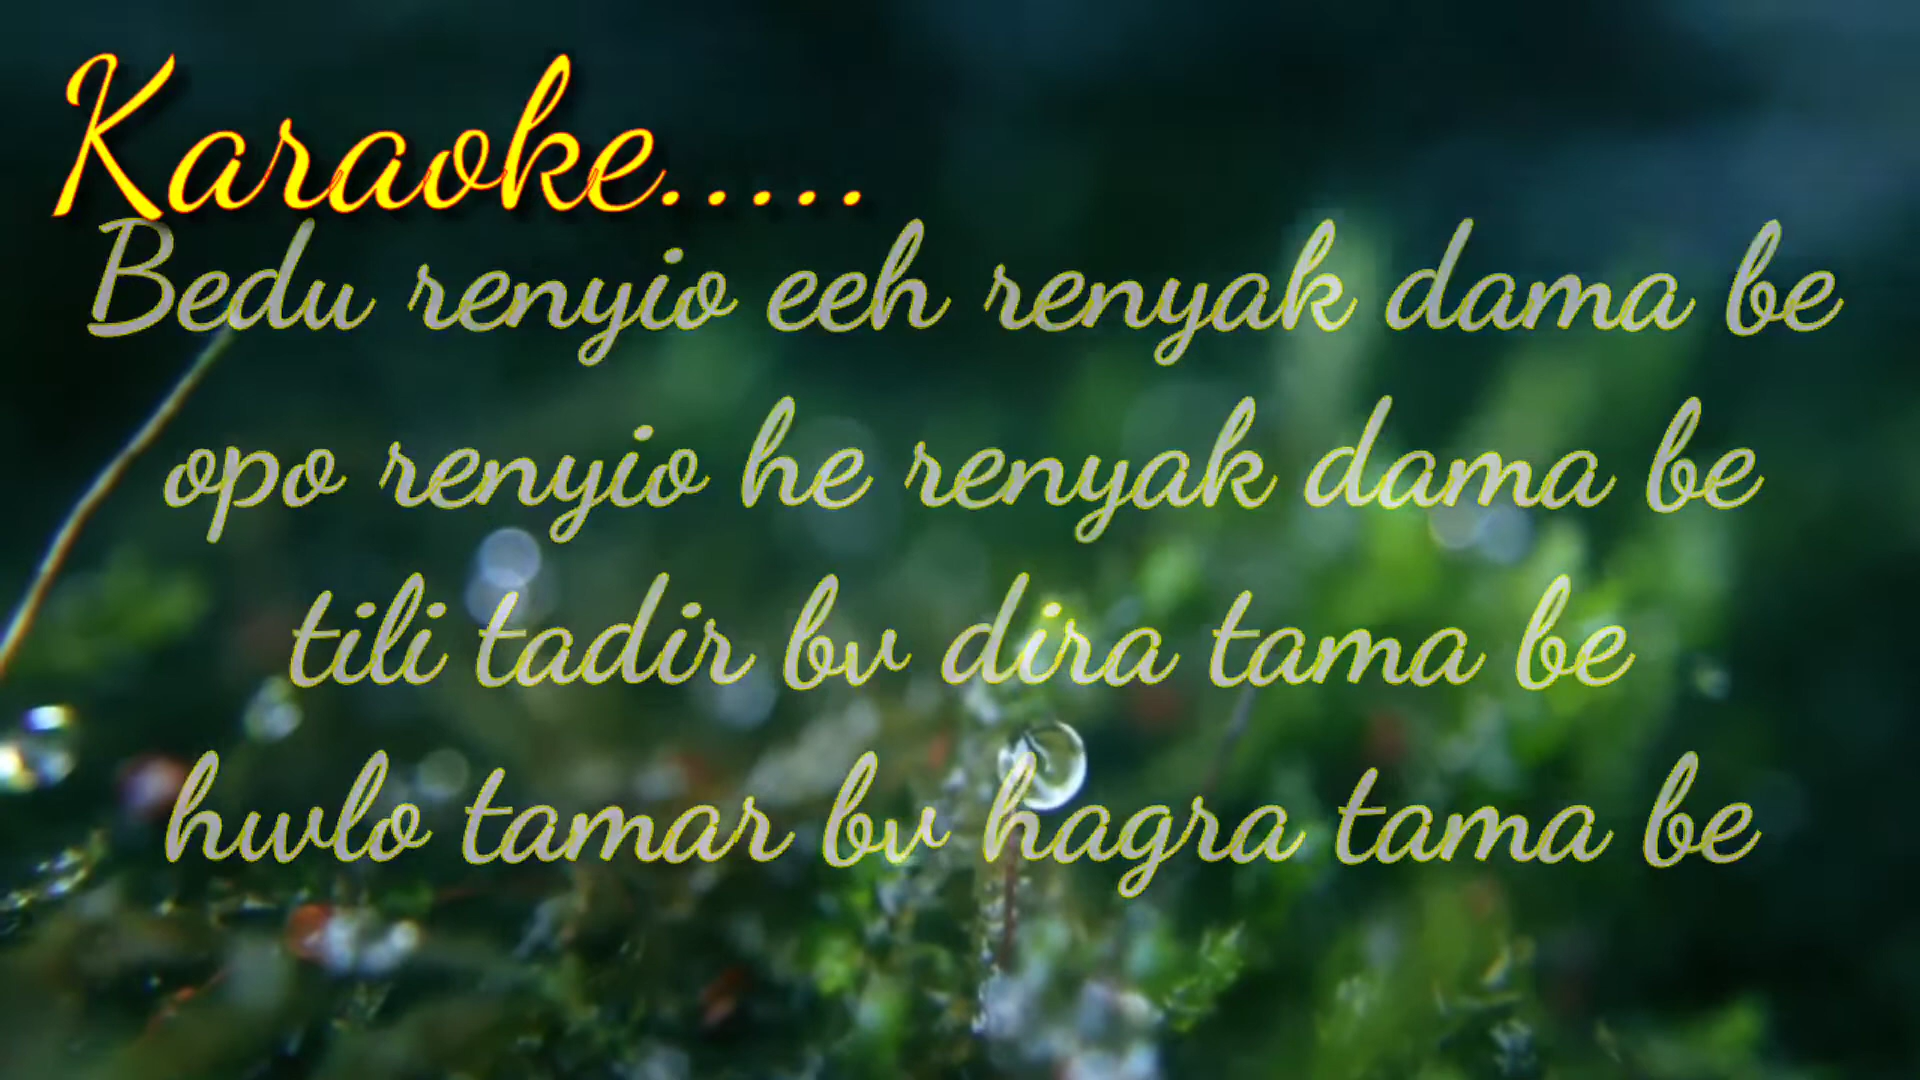 Karaoke.....
Bedu renyio eeh renyak dama be
opo renyio he renyak dama be
tili tadir bv dira tama be
hwlo tamar bv hagra tama be